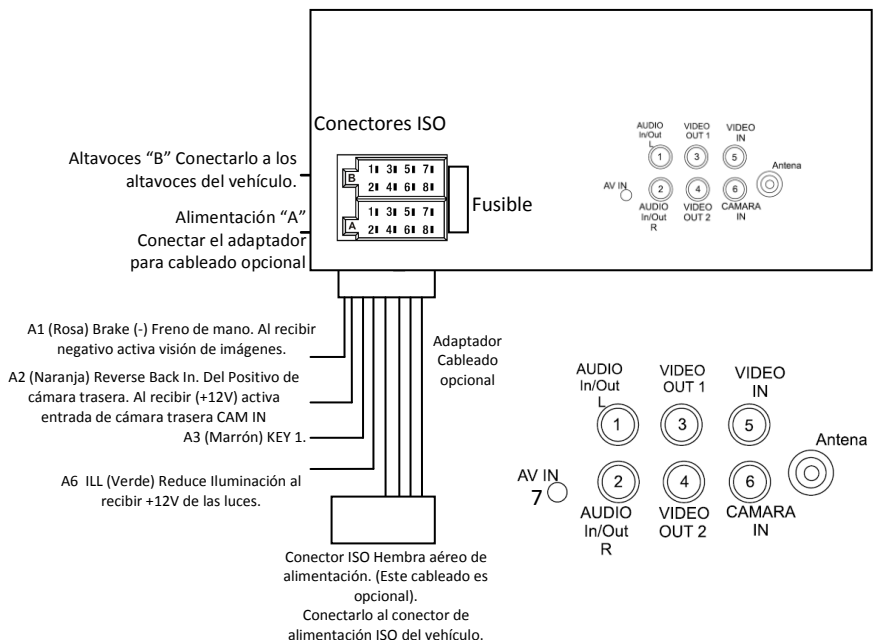 Conectores ISO
Altavoces “B” Conectarlo a los
altavoces del vehículo.
Alimentación “A”
Conectar el adaptador
para cableado opcional
B
1 3 5 7
2 4 6 8
A
1 3 5 7
2 4 6 8
Fusible
AUDIO
In/Out
L
VIDEO
OUT 1
VIDEO
IN
1
3
5
Antena
AV IN
2
4
6
AUDIO
In/Out
R
VIDEO
OUT 2
CAMARA
IN
A1 (Rosa) Brake (-) Freno de mano. Al recibir
negativo activa visión de imágenes.
A2 (Naranja) Reverse Back In. Del Positivo de
cámara trasera. Al recibir (+12V) activa
entrada de cámara trasera CAM IN
A3 (Marrón) KEY 1.
A6 ILL (Verde) Reduce Iluminación al
recibir +12V de las luces.
Adaptador
Cableado
opcional
Conector ISO Hembra aéreo de
alimentación. (Este cableado es
opcional).
Conectarlo al conector de
alimentación ISO del vehículo.
AUDIO
In/Out
L
VIDEO
OUT 1
VIDEO
IN
1
3
5
Antena
AV IN
7
2
4
6
AUDIO
In/Out
R
VIDEO
OUT 2
CAMARA
IN